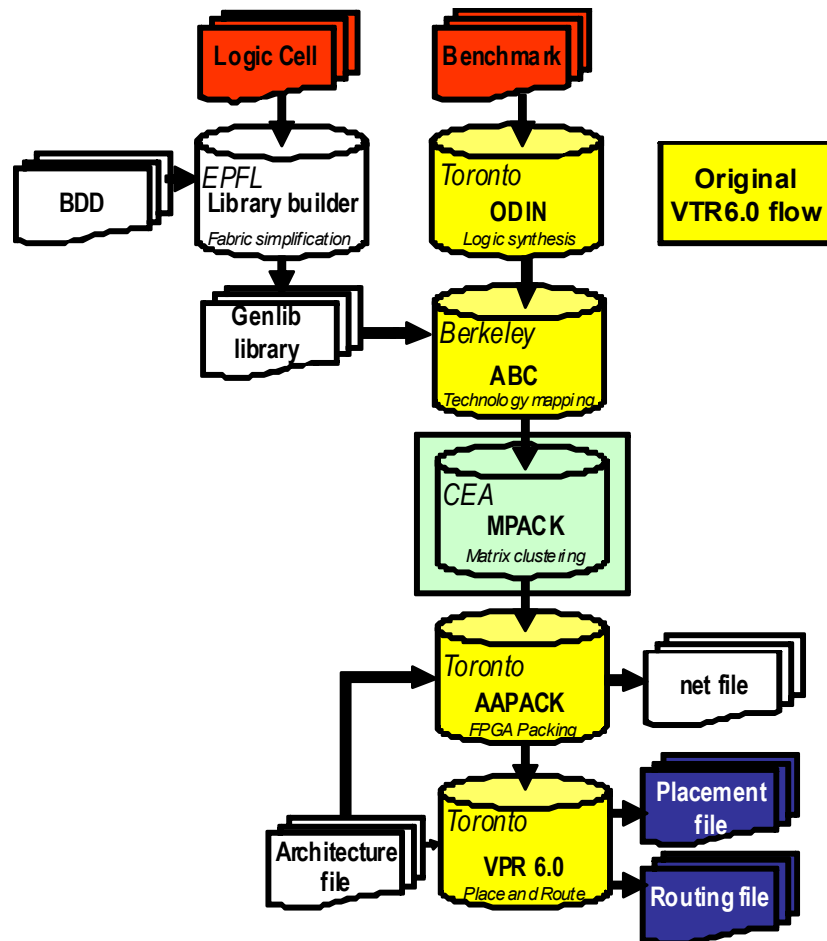 Logic Cell
Benchmark
BDD
EPFL
Library builder
Fabric simplification
Toronto
ODIN
Logic synthesis
Original
VTR6.0 flow
Genlib
library
Berkeley
ABC
Technology mapping
CEA
MPACK
Matrix clustering
Toronto
AAPACK
FPGA Packing
net file
Architecture
file
Toronto
VPR 6.0
Place and Route
Placement
file
Routing file